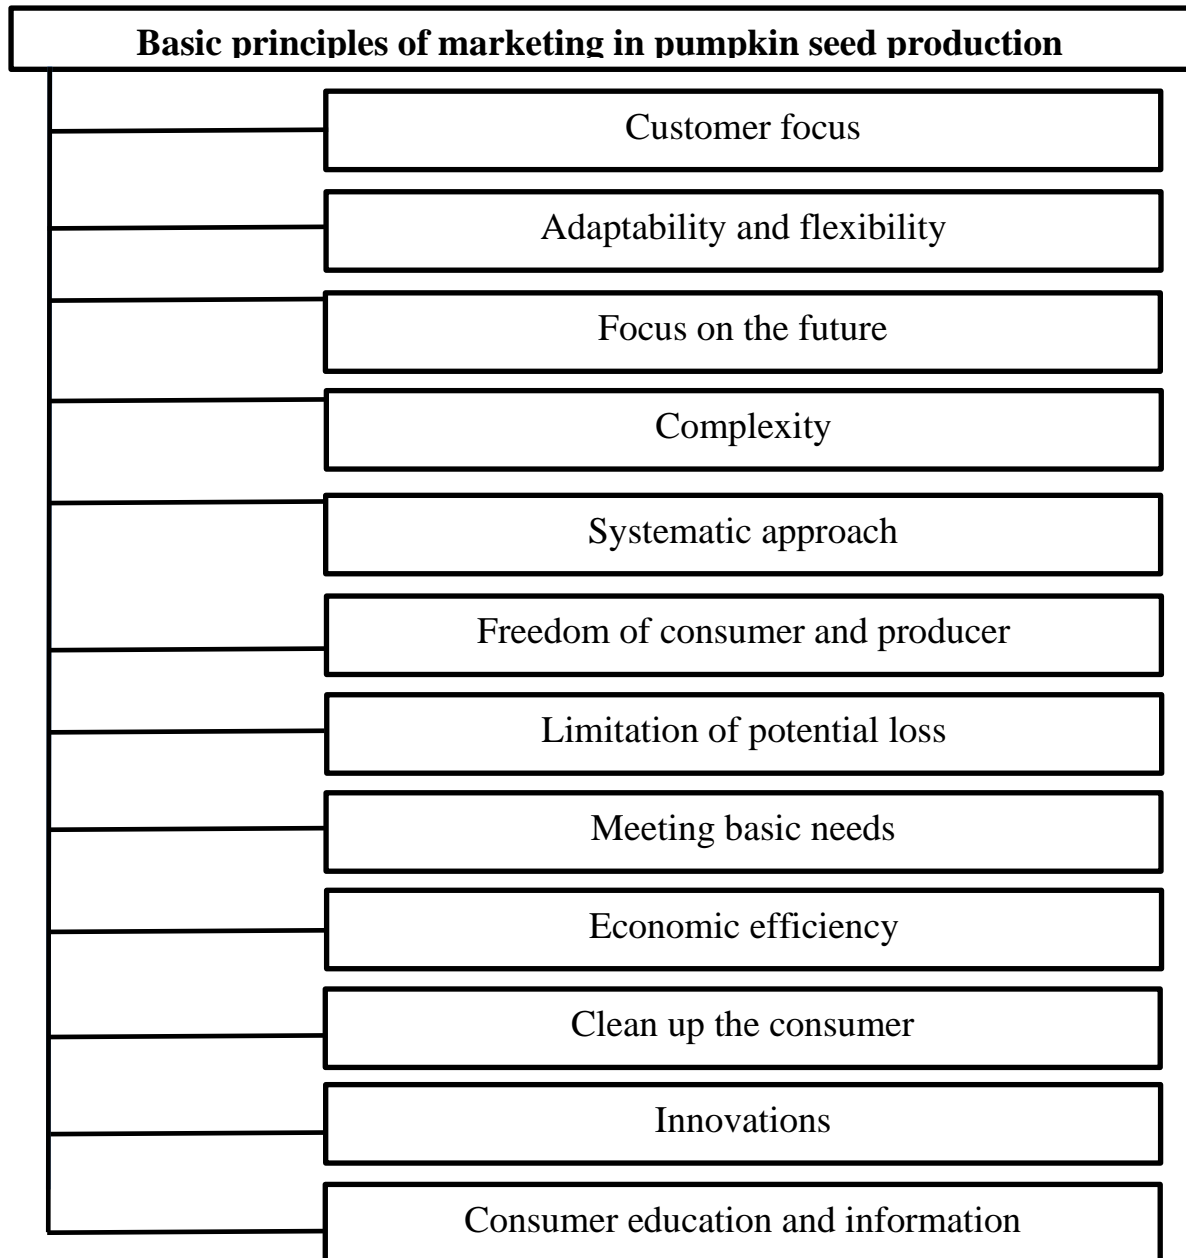 Basic principles of marketing in pumpkin seed production
Customer focus
Adaptability and flexibility
Focus on the future
Complexity
Systematic approach
Freedom of consumer and producer
Limitation of potential loss
Meeting basic needs
Economic efficiency
Clean up the consumer
Innovations
Consumer education and information